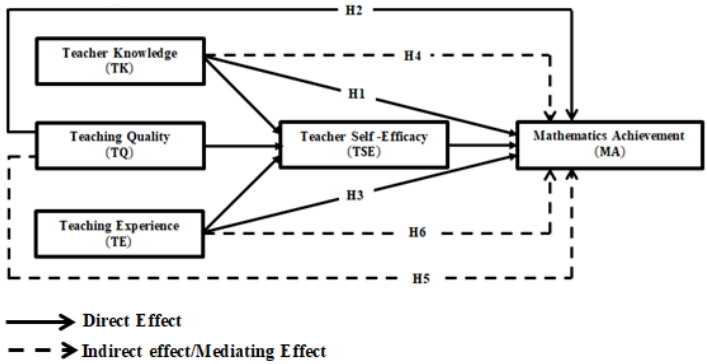 H2
Teacher Knowledge
(TK)
H4
H1
Teaching Quality
(TQ)
Teacher Self -Efficacy
(TSE)
Mathematics Achievement
(MA)
H3
Teaching Experience
(TE)
H6
H5
Direct Effect
Indirect effect/Mediating Effect